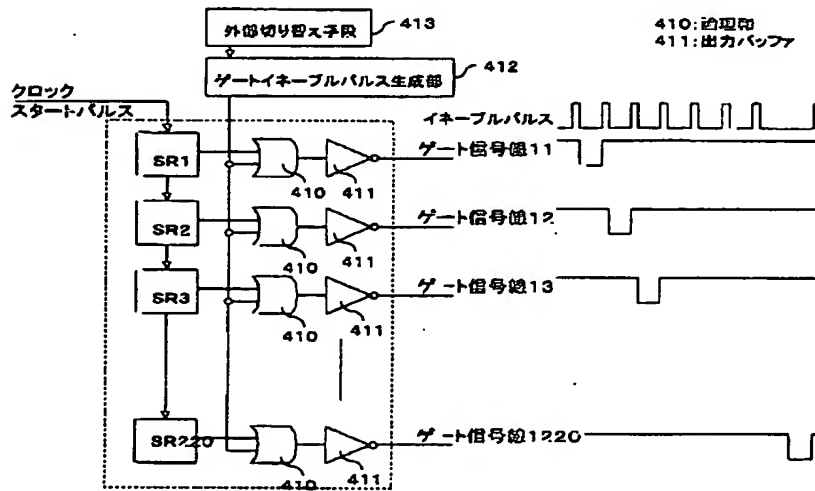 外部切り替え手段
413
410:論理和
411:出力バッファ
ゲートイネーブルパルス生成部
412
クロック
スタートパルス
イネーブルパルス
SR1
410
411
ゲート信号線11
SR2
410
411
ゲート信号線12
SR3
410
411
ゲート信号線13
SR220
410
411
ゲート信号線1220